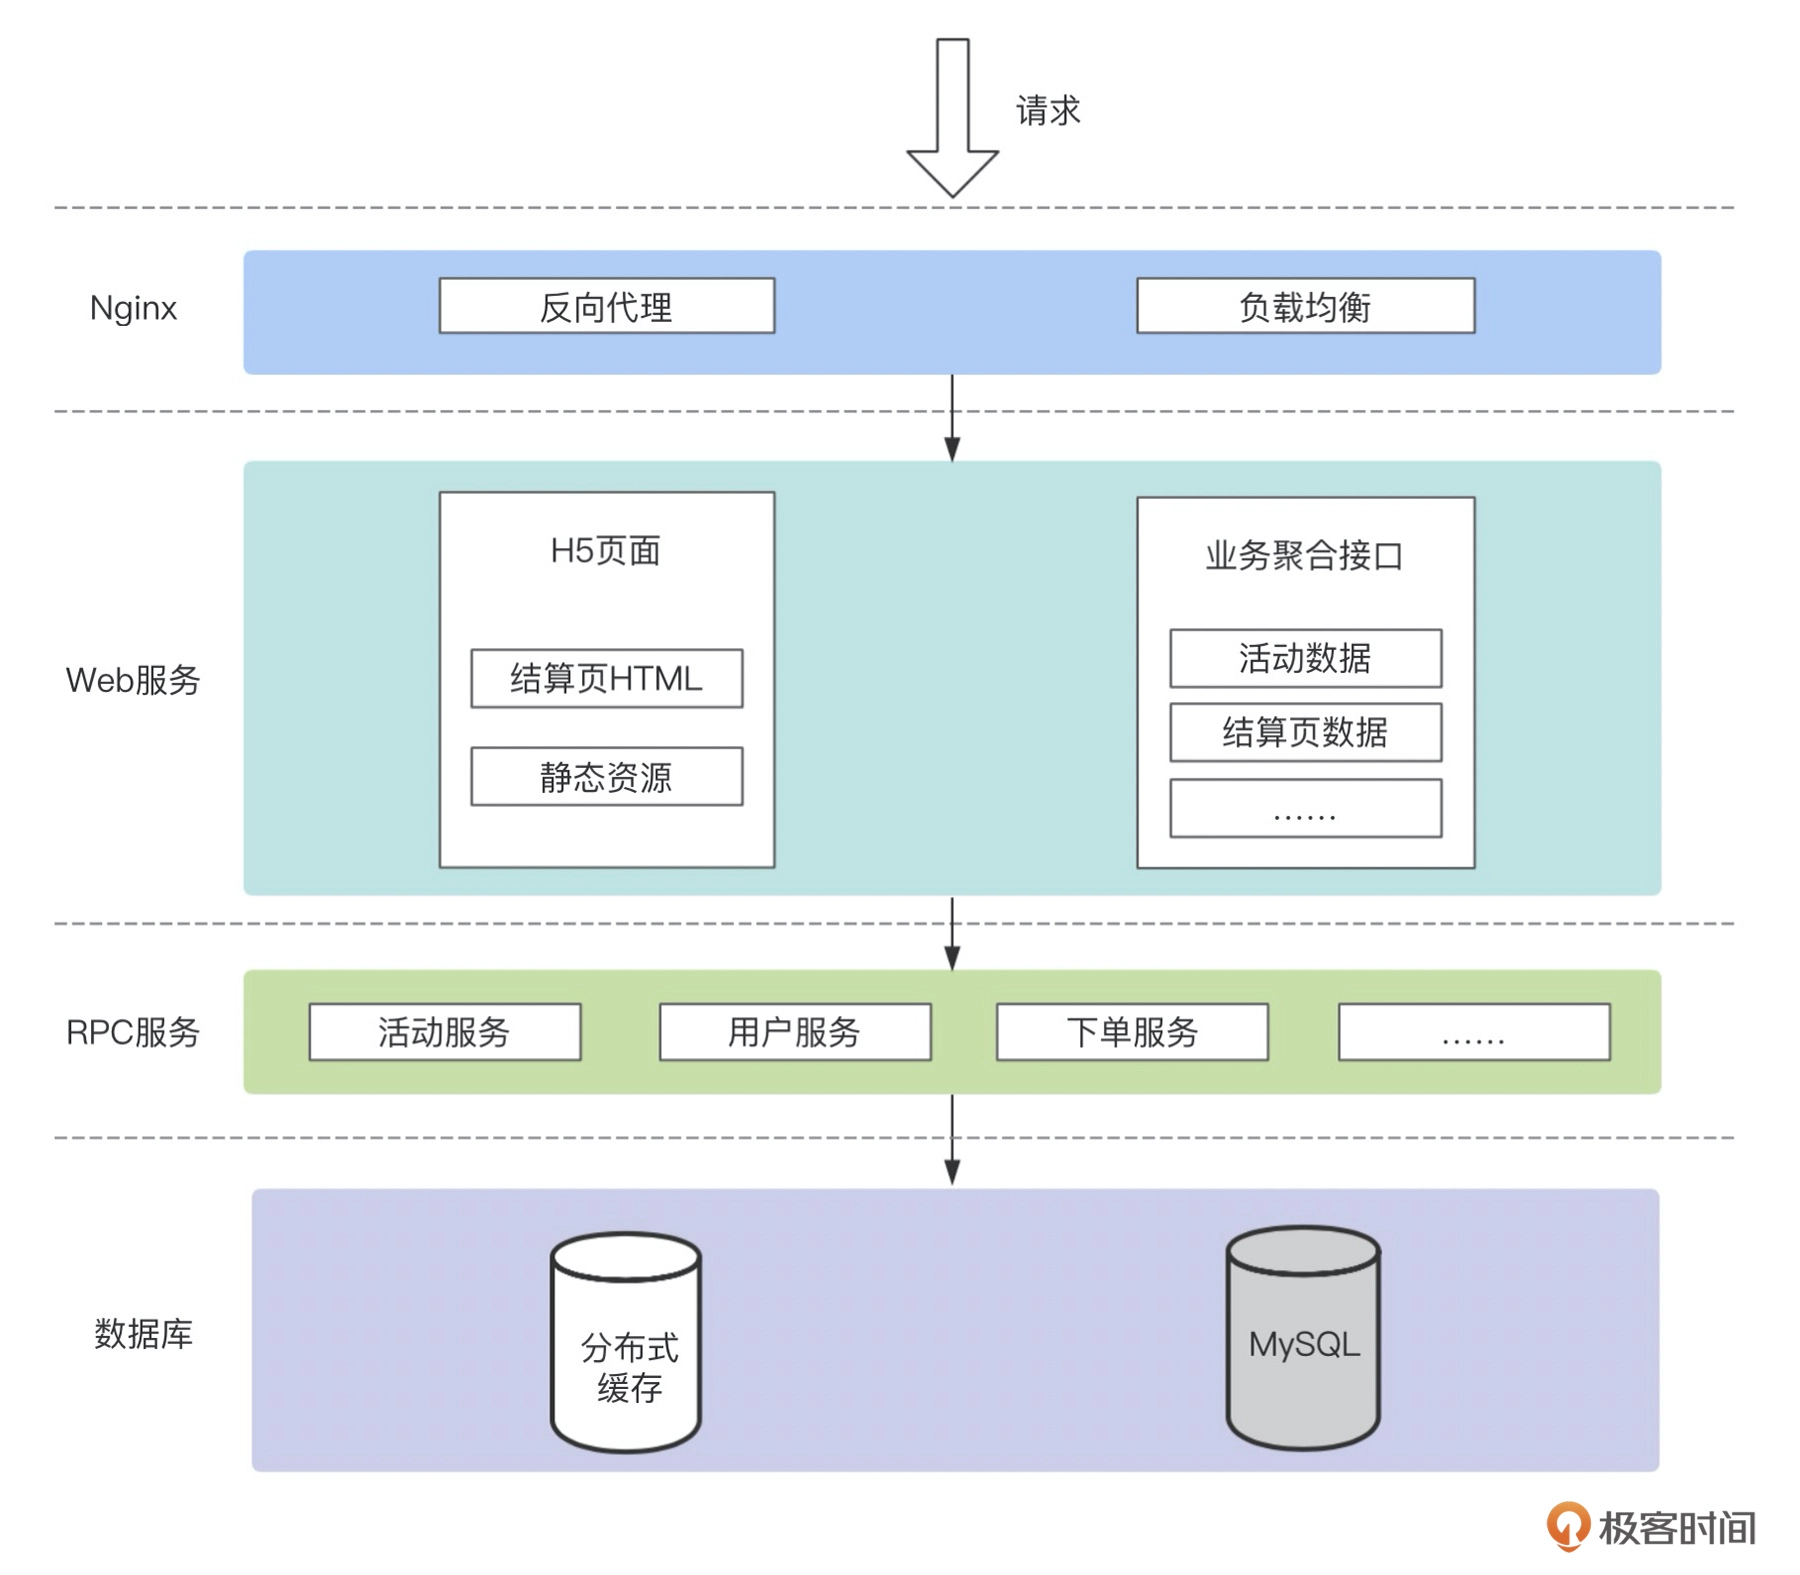 请求
Nginx
反向代理
负载均衡
Web服务
H5页面
结算页HTML
静态资源
业务聚合接口
活动数据
结算页数据
......
RPC服务
活动服务
用户服务
下单服务
......
数据库
分布式
缓存
MySQL
极客时间